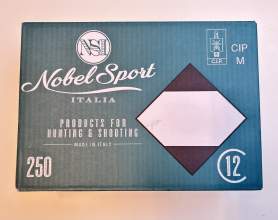 NSI
CIP
M
C.I.P.
Nobel Sport
ITALIA
PRODUCTS FOR
HUNTING & SHOOTING
MADE IN ITALY
250
12